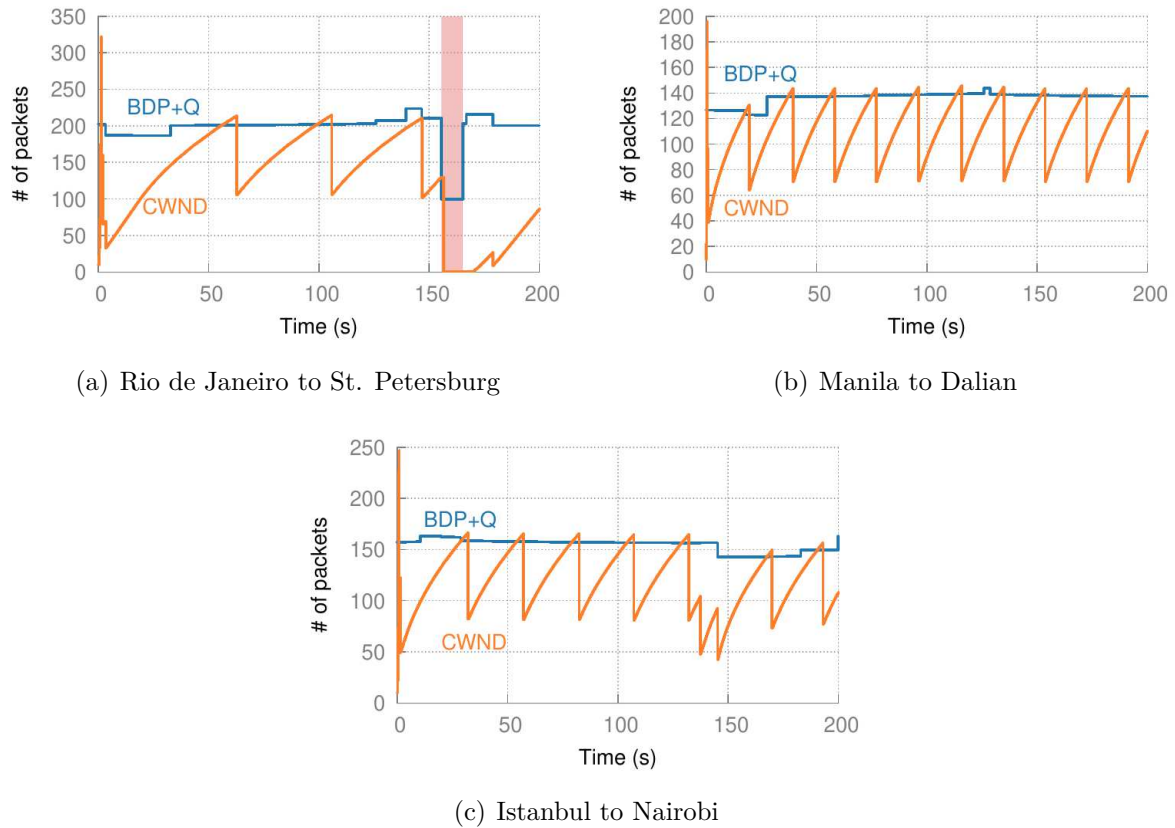 350
300
250
200
150
100
50
0
# of packets
BDP+Q
CWND
0 50 100 150 200
Time (s)
(a) Rio de Janeiro to St. Petersburg
200
180
160
140
120
100
80
60
40
20
0
# of packets
BDP+Q
CWND
0 50 100 150 200
Time (s)
(b) Manila to Dalian
250
200
150
100
50
0
# of packets
BDP+Q
CWND
0 50 100 150 200
Time (s)
(c) Istanbul to Nairobi